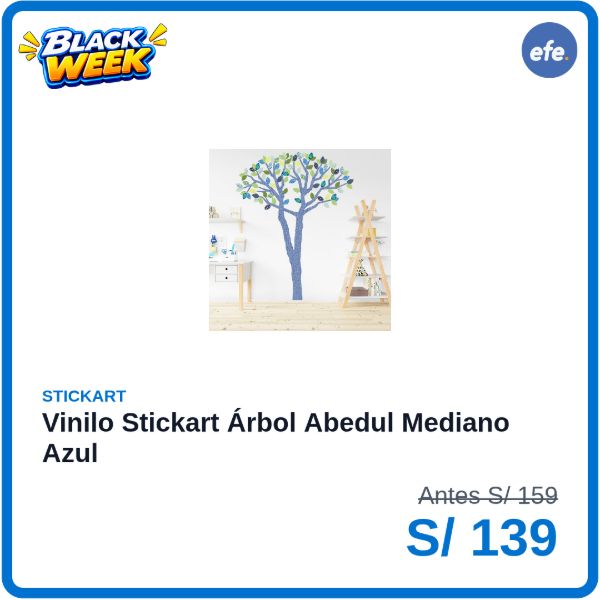 BLACK
WEEK
efe.
STICKART
Vinilo Stickart Árbol Abedul Mediano
Azul
Antes S/ 159
S/ 139